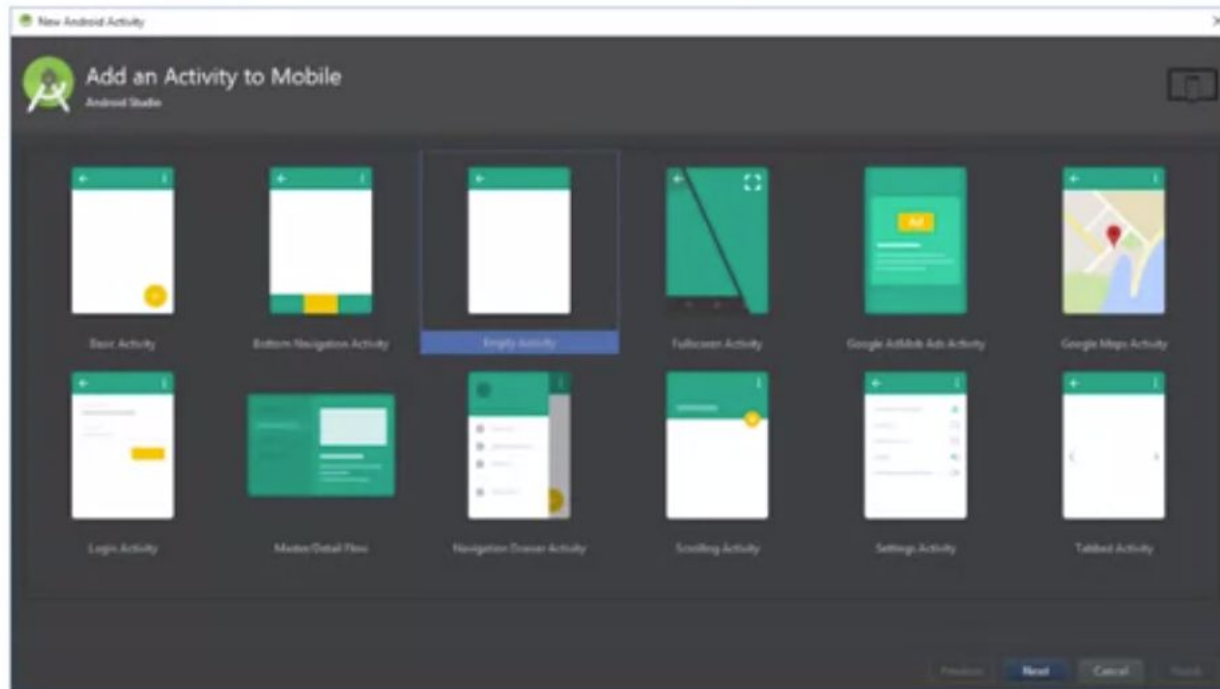 New Android Activity
Add an Activity to Mobile
Android Studio
Ad
Basic Activity
Bottom Navigation Activity
Empty Activity
Fullscreen Activity
Google AdMob Ads Activity
Google Maps Activity
Login Activity
Master/Detail Flow
Navigation Drawer Activity
Scrolling Activity
Settings Activity
Tabbed Activity
Previous
Next
Cancel
Finish